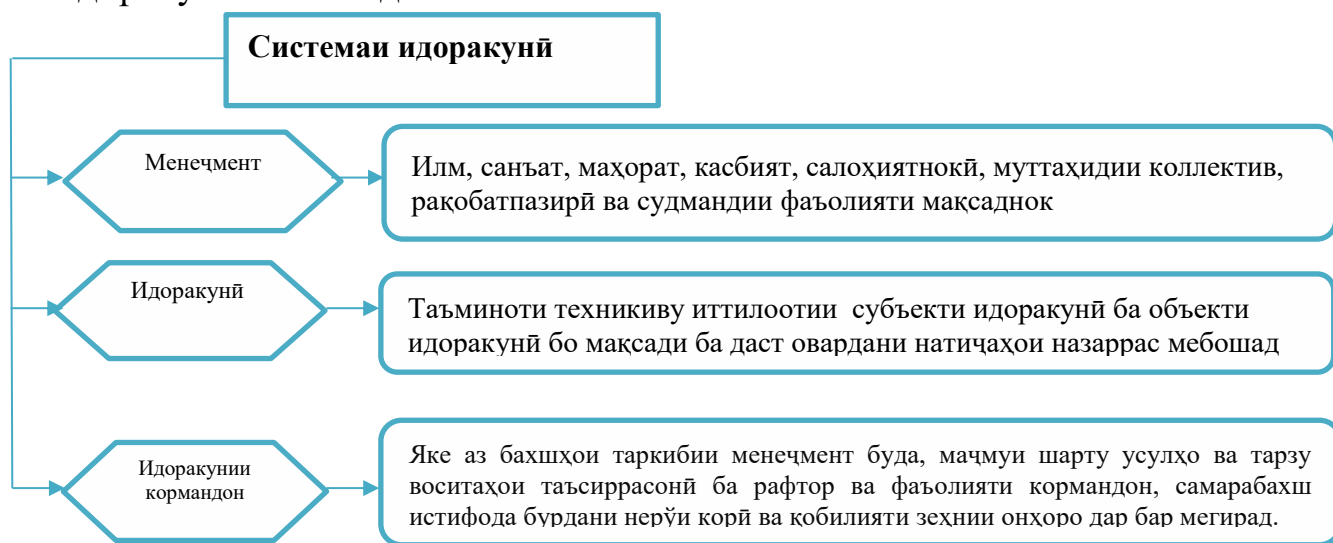 Системаи идоракунӣ
Менеҷмент
Илм, санъат, маҳорат, касбият, салоҳиятнокӣ, муттаҳидии коллектив,
рақобатпазирӣ ва судмандии фаъолияти мақсаднок
Идоракунӣ
Таъминоти техникиву иттилоотии субъекти идоракунӣ ба объекти
идоракунӣ бо мақсади ба даст овардани натиҷаҳои назаррас мебошад
Идоракунии
кормандон
Яке аз бахшҳои таркибии менеҷмент буда, маҷмуи шарту усулҳо ва тарзу
воситаҳои таъсиррасонӣ ба рафтор ва фаъолияти кормандон, самарабахш
истифода бурдани нерӯи корӣ ва қобилияти зеҳнии онҳоро дар бар мегирад.